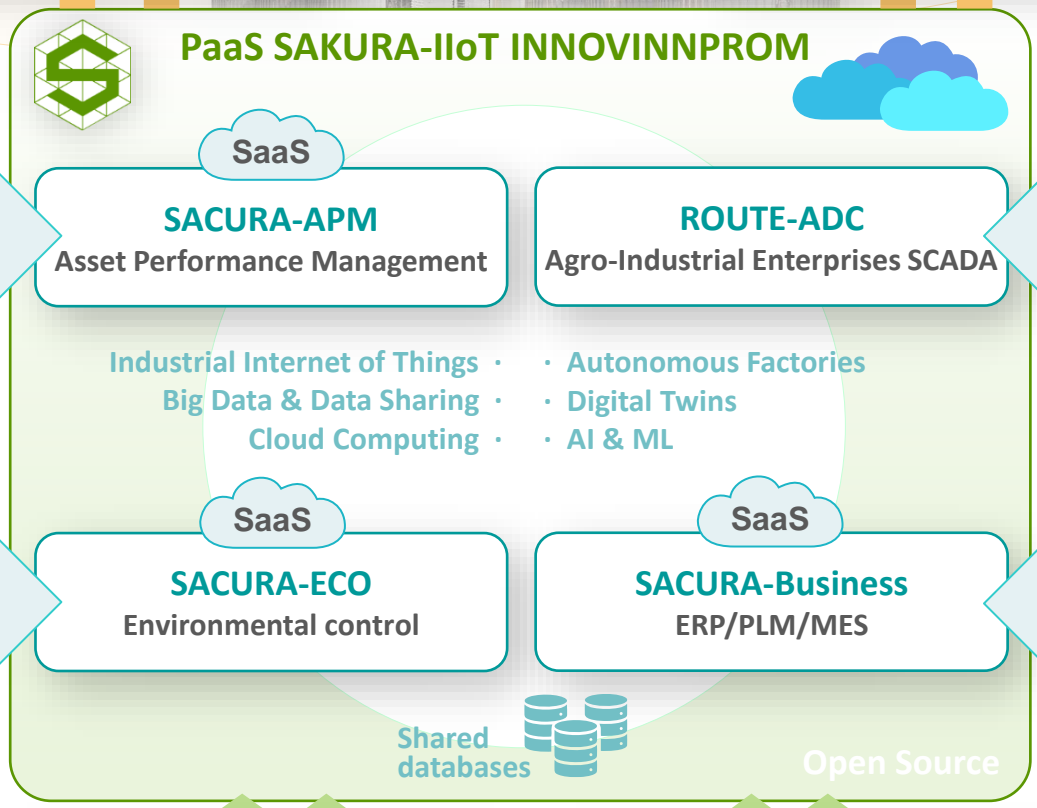 PaaS SAKURA-IIoT INNOVINNPROM
SaaS
SACURA-APM
Asset Performance Management
ROUTE-ADC
Agro-Industrial Enterprises SCADA
Industrial Internet of Things ·
Big Data & Data Sharing ·
Cloud Computing ·
· Autonomous Factories
· Digital Twins
· AI & ML
SaaS
SACURA-ECO
Environmental control
SaaS
SACURA-Business
ERP/PLM/MES
Shared
databases
Open Source